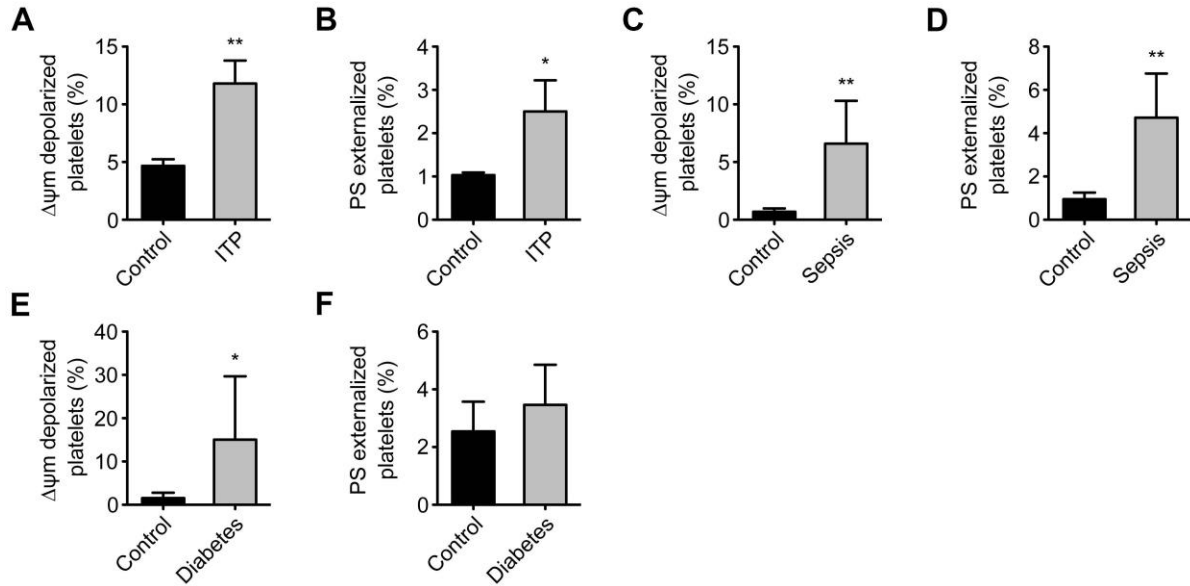 A
Δψm depolarized
platelets (%)
15
10
5
0
**
Control
ITP
B
PS externalized
platelets (%)
4
3
2
1
0
*
Control
ITP
C
Δψm depolarized
platelets (%)
15
10
5
0
**
Control
Sepsis
D
PS externalized
platelets (%)
8
6
4
2
0
**
Control
Sepsis
E
Δψm depolarized
platelets (%)
40
30
20
10
0
*
Control
Diabetes
F
PS externalized
platelets (%)
6
4
2
0
Control
Diabetes